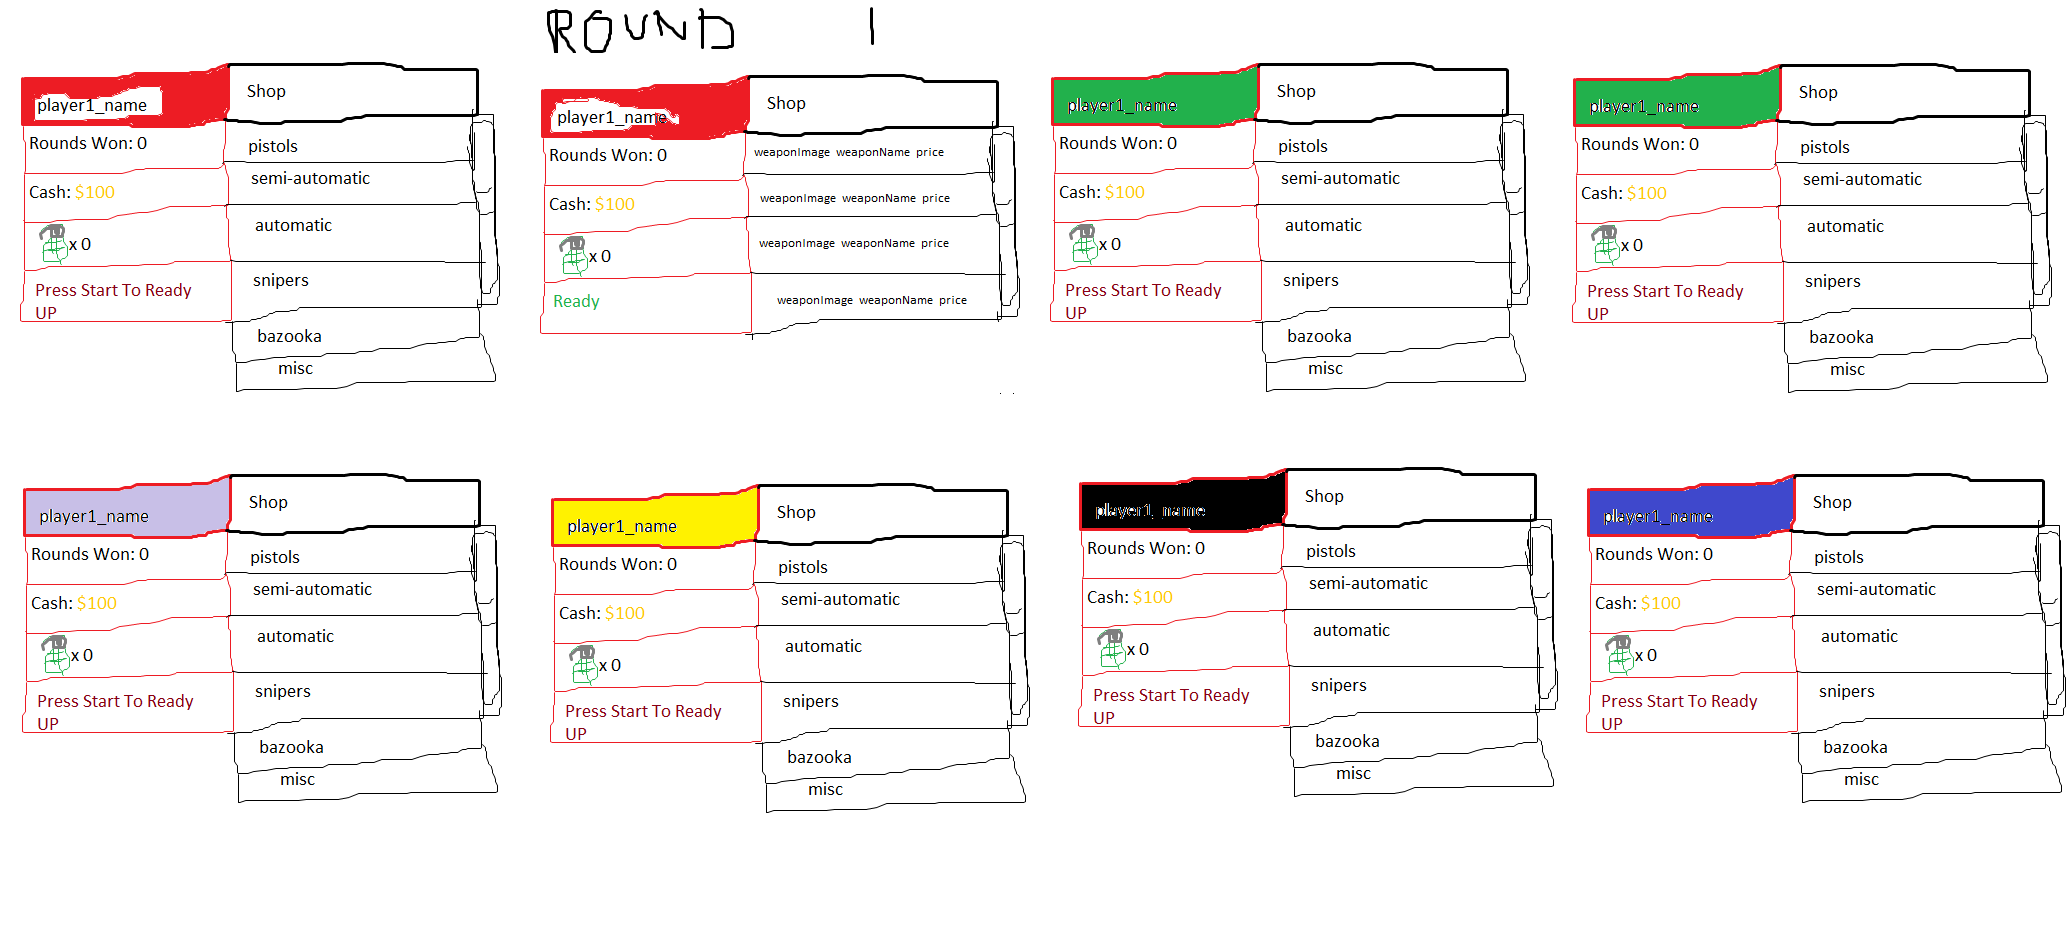 ROUND 1
player1_name
Shop
Rounds Won: 0
pistols
Cash: $100
semi-automatic
automatic
x 0
snipers
Press Start To Ready
UP
bazooka
misc
player1_name
Shop
Rounds Won: 0
weaponImage weaponName price
Cash: $100
weaponImage weaponName price
x 0
weaponImage weaponName price
Ready
weaponImage weaponName price
player1_name
Shop
Rounds Won: 0
pistols
Cash: $100
semi-automatic
automatic
x 0
snipers
Press Start To Ready
UP
bazooka
misc
player1_name
Shop
Rounds Won: 0
pistols
Cash: $100
semi-automatic
automatic
x 0
snipers
Press Start To Ready
UP
bazooka
misc
player1_name
Shop
Rounds Won: 0
pistols
Cash: $100
semi-automatic
automatic
x 0
snipers
Press Start To Ready
UP
bazooka
misc
player1_name
Shop
Rounds Won: 0
pistols
Cash: $100
semi-automatic
automatic
x 0
snipers
Press Start To Ready
UP
bazooka
misc
player1_name
Shop
Rounds Won: 0
pistols
Cash: $100
semi-automatic
automatic
x 0
snipers
Press Start To Ready
UP
bazooka
misc
player1_name
Shop
Rounds Won: 0
pistols
Cash: $100
semi-automatic
automatic
x 0
snipers
Press Start To Ready
UP
bazooka
misc